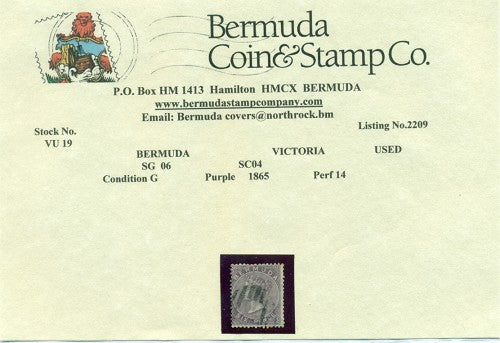 Bermuda
Coin&Stamp Co.
P.O. Box HM 1413 Hamilton HMCX BERMUDA
www.bermudastampcompany.com
Email: Bermuda covers@northrock.bm
Stock No.
Listing No.2209
VU 19
BERMUDA VICTORIA USED
SG 06 SC04
Condition G Purple 1865 Perf 14
BERMUDA